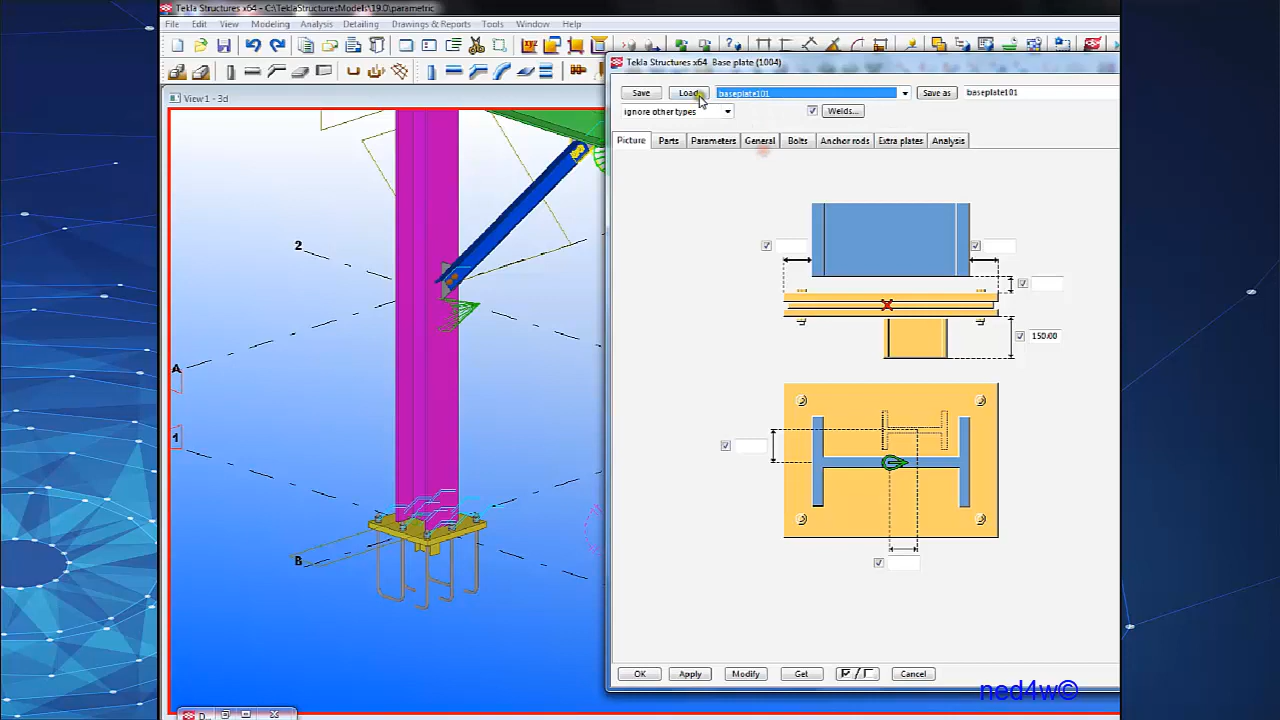 Tekla Structures x64 - C:\TeklaStructuresModels\19.0\parametric
File Edit View Modeling Analysis Detailing Drawings & Reports Tools Window Help
View1 - 3d
Tekla Structures x64 Base plate (1004)
Save Load baseplate101 Save as baseplate101
ignore other types Welds...
Picture Parts Parameters General Bolts Anchor rods Extra plates Analysis
2
A
1
B
150.00
OK Apply Modify Get / Cancel
ned4w©
D...